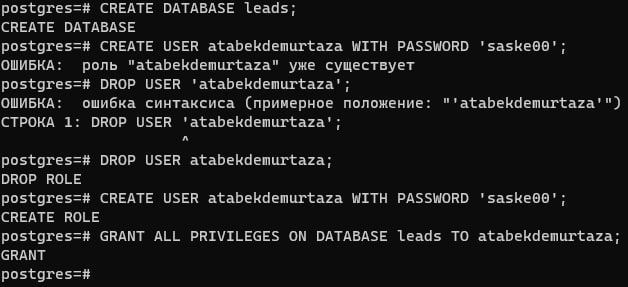 postgres=# CREATE DATABASE leads;
CREATE DATABASE
postgres=# CREATE USER atabekdemurtaza WITH PASSWORD 'saske00';
ОШИБКА:  роль "atabekdemurtaza" уже существует
postgres=# DROP USER 'atabekdemurtaza';
ОШИБКА:  ошибка синтаксиса (примерное положение: "'atabekdemurtaza'")
СТРОКА 1: DROP USER 'atabekdemurtaza';
                    ^
postgres=# DROP USER atabekdemurtaza;
DROP ROLE
postgres=# CREATE USER atabekdemurtaza WITH PASSWORD 'saske00';
CREATE ROLE
postgres=# GRANT ALL PRIVILEGES ON DATABASE leads TO atabekdemurtaza;
GRANT
postgres=#